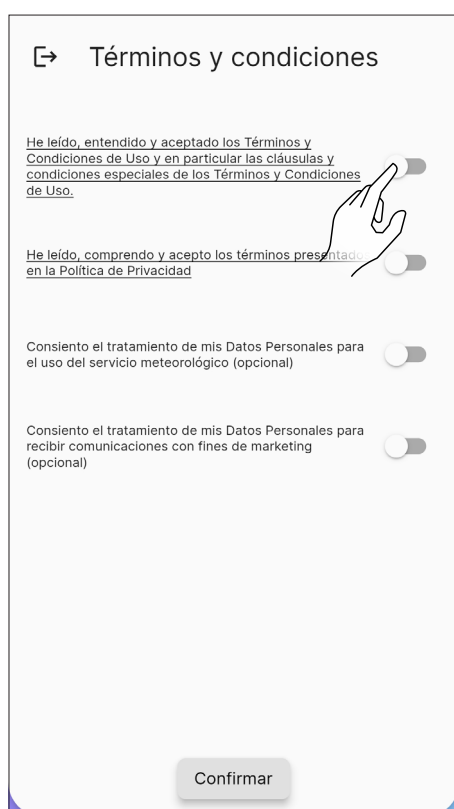 Términos y condiciones
He leído, entendido y aceptado los Términos y
Condiciones de Uso y en particular las cláusulas y
condiciones especiales de los Términos y Condiciones
de Uso.
He leído, comprendo y acepto los términos presentado
en la Política de Privacidad
Consiento el tratamiento de mis Datos Personales para
el uso del servicio meteorológico (opcional)
Consiento el tratamiento de mis Datos Personales para
recibir comunicaciones con fines de marketing
(opcional)
Confirmar